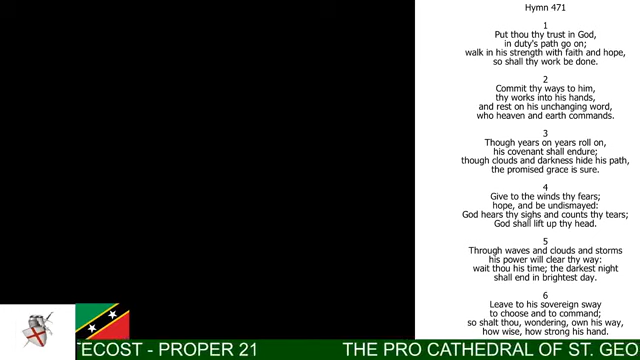 Hymn 471
1
Put thou thy trust in God,
in duty's path go on;
walk in his strength with faith and hope,
so shall thy work be done.
2
Commit thy ways to him,
thy works into his hands,
and rest on his unchanging word,
who heaven and earth commands.
3
Though years on years roll on,
his covenant shall endure;
though clouds and darkness hide his path,
the promised grace is sure.
4
Give to the winds thy fears;
hope, and be undismayed:
God hears thy sighs and counts thy tears;
God shall lift up thy head.
5
Through waves and clouds and storms
his power will clear thy way:
wait thou his time; the darkest night
shall end in brightest day.
6
Leave to his sovereign sway
to choose and to command;
so shalt thou, wondering, own his way,
how wise, how strong his hand.
TECOST - PROPER 21 THE PRO CATHEDRAL OF ST. GEO